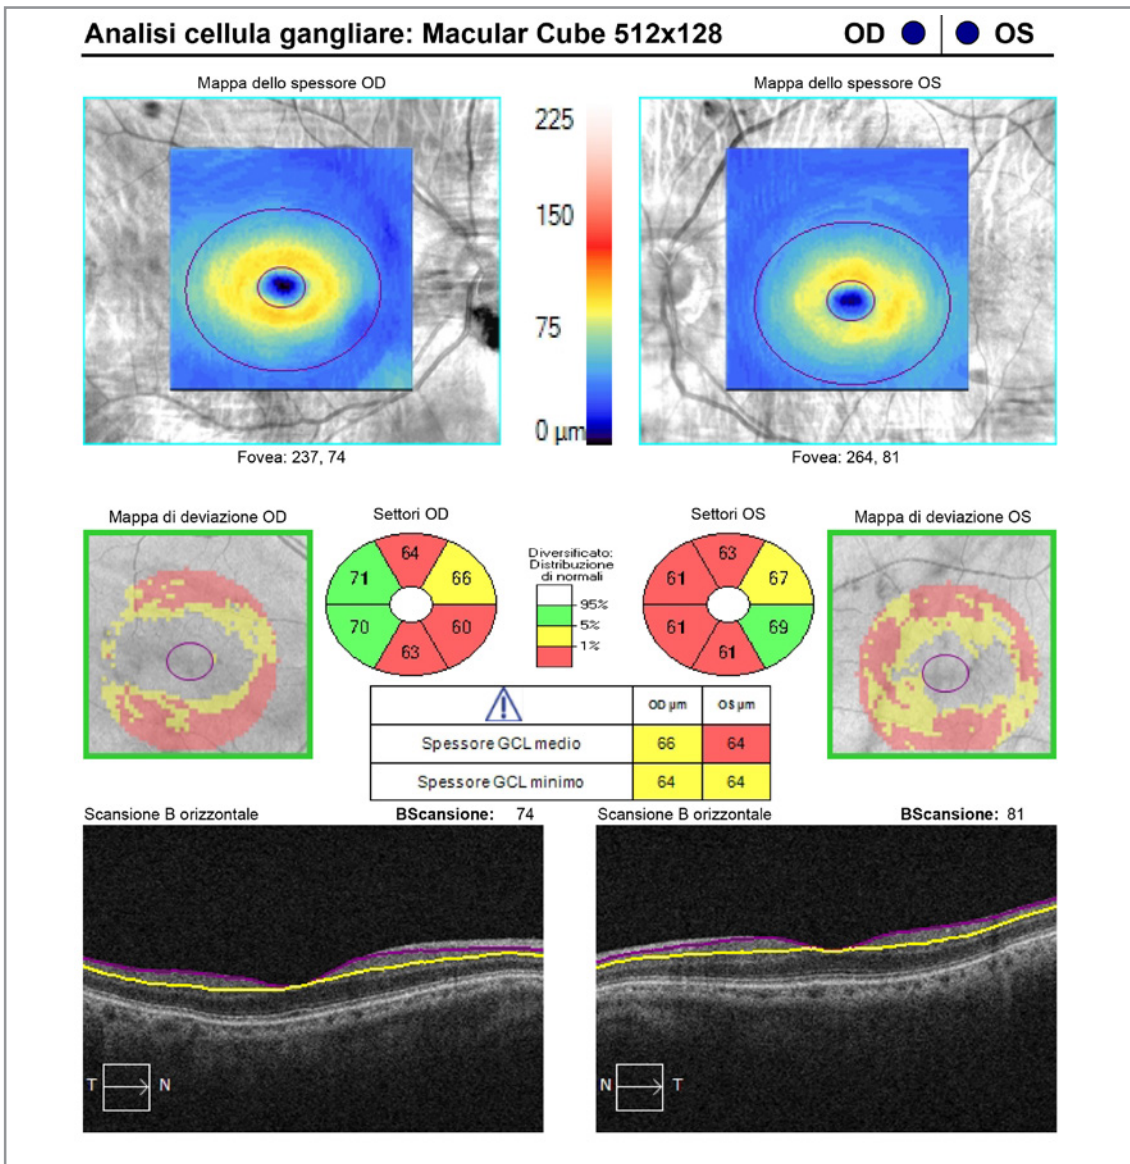 Analisi cellula gangliare: Macular Cube 512x128 OD OS
Mappa dello spessore OD
Mappa dello spessore OS
225
150
75
0 µm
Fovea: 237, 74
Fovea: 264, 81
Mappa di deviazione OD
Settori OD
Settori OS
Mappa di deviazione OS
64
71
66
70
60
63
Diversificato:
Distribuzione
di normali
95%
5%
1%
63
61
67
61
69
61
OD µm OS µm
Spessore GCL medio 66 64
Spessore GCL minimo 64 64
Scansione B orizzontale BScansione: 74
Scansione B orizzontale BScansione: 81
T N
N T